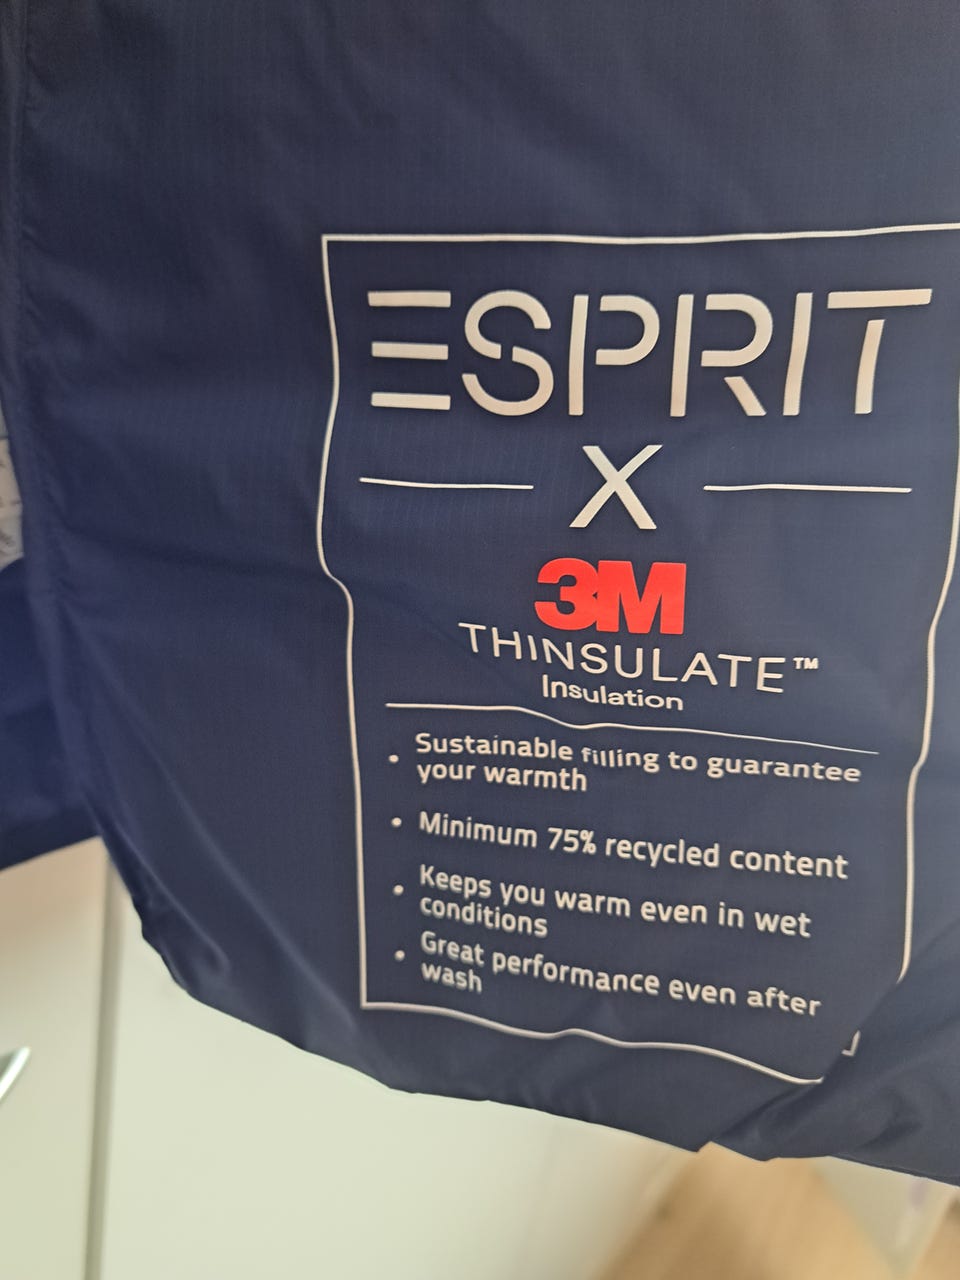 ESPRIT
X
3M
THINSULATE™
Insulation
• Sustainable filling to guarantee
your warmth
• Minimum 75% recycled content
• Keeps you warm even in wet
conditions
• Great performance even after
wash